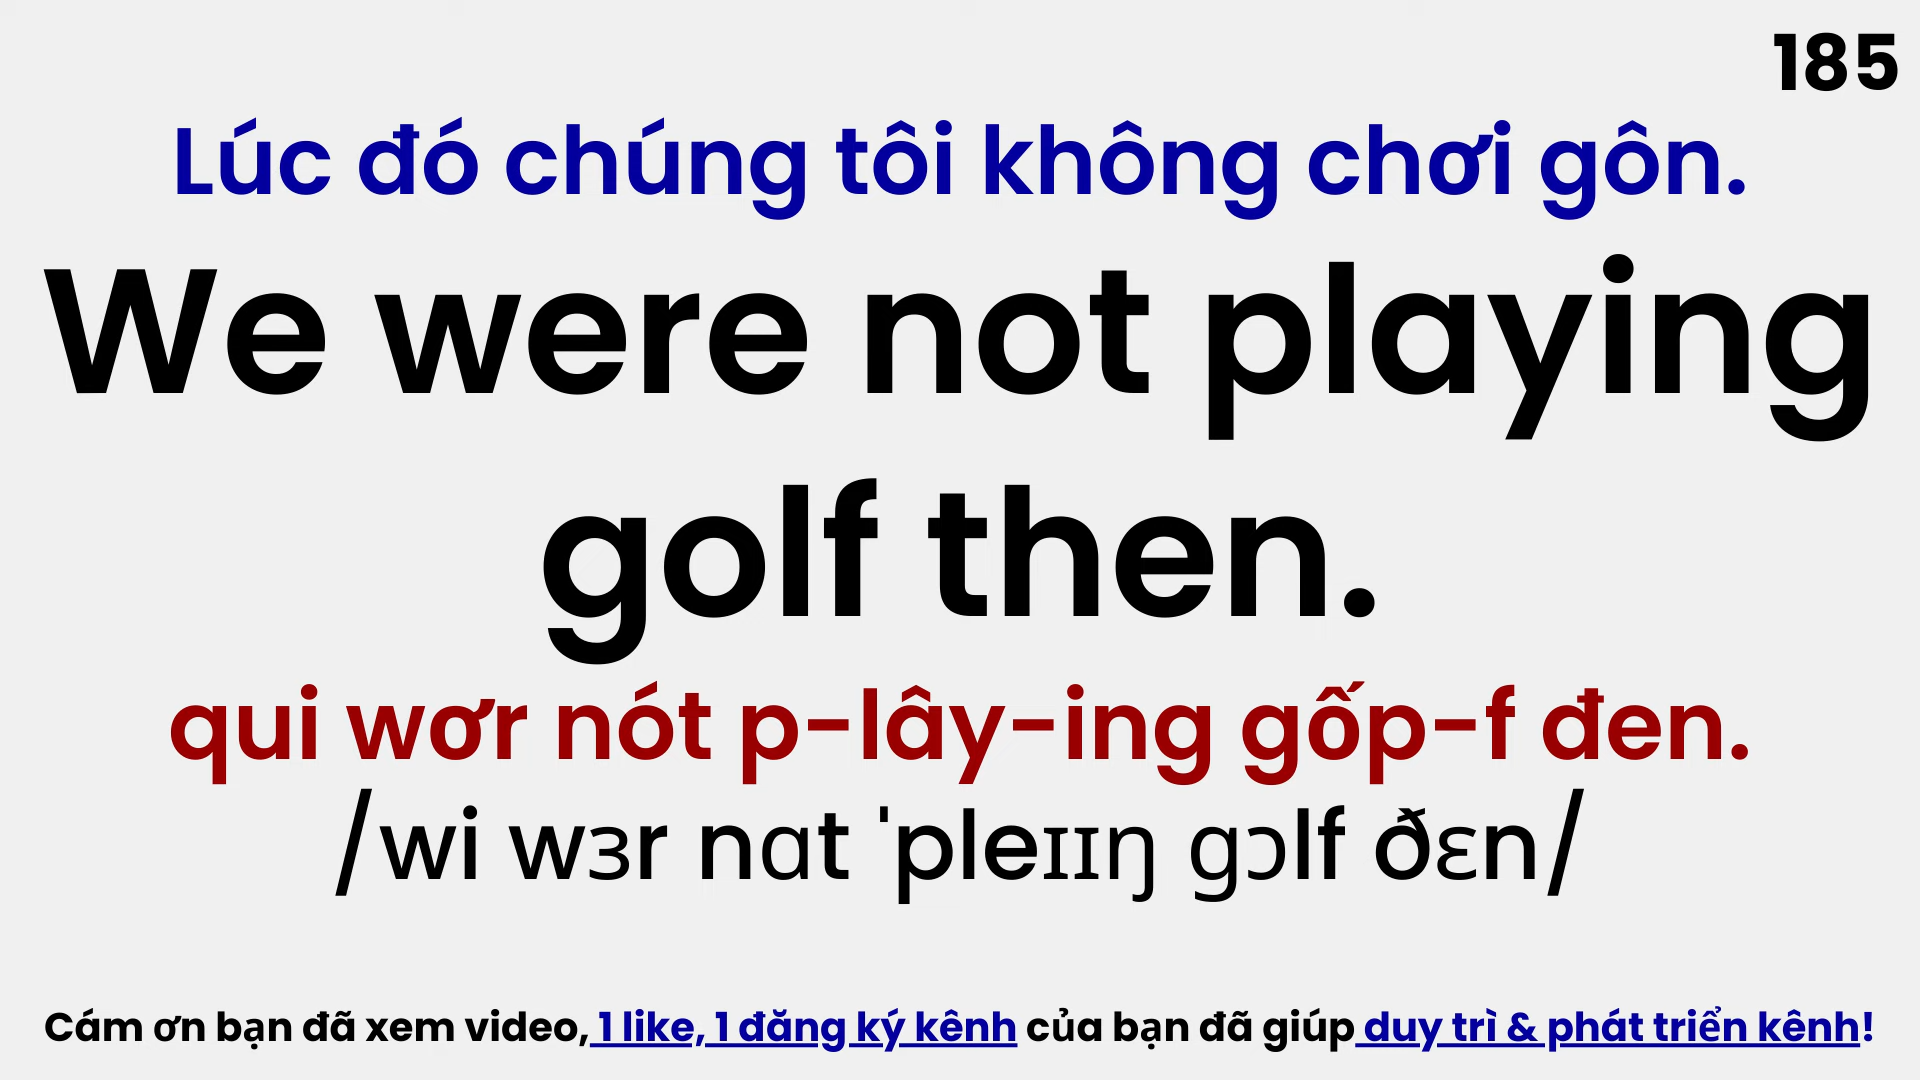 185
Lúc đó chúng tôi không chơi gôn.
We were not playing
golf then.
qui wơr nót p-lây-ing gốp-f đen.
/wi wɜr nɑt ˈpleɪɪŋ gɔlf ðɛn/
Cám ơn bạn đã xem video, 1 like, 1 đăng ký kênh của bạn đã giúp duy trì & phát triển kênh!